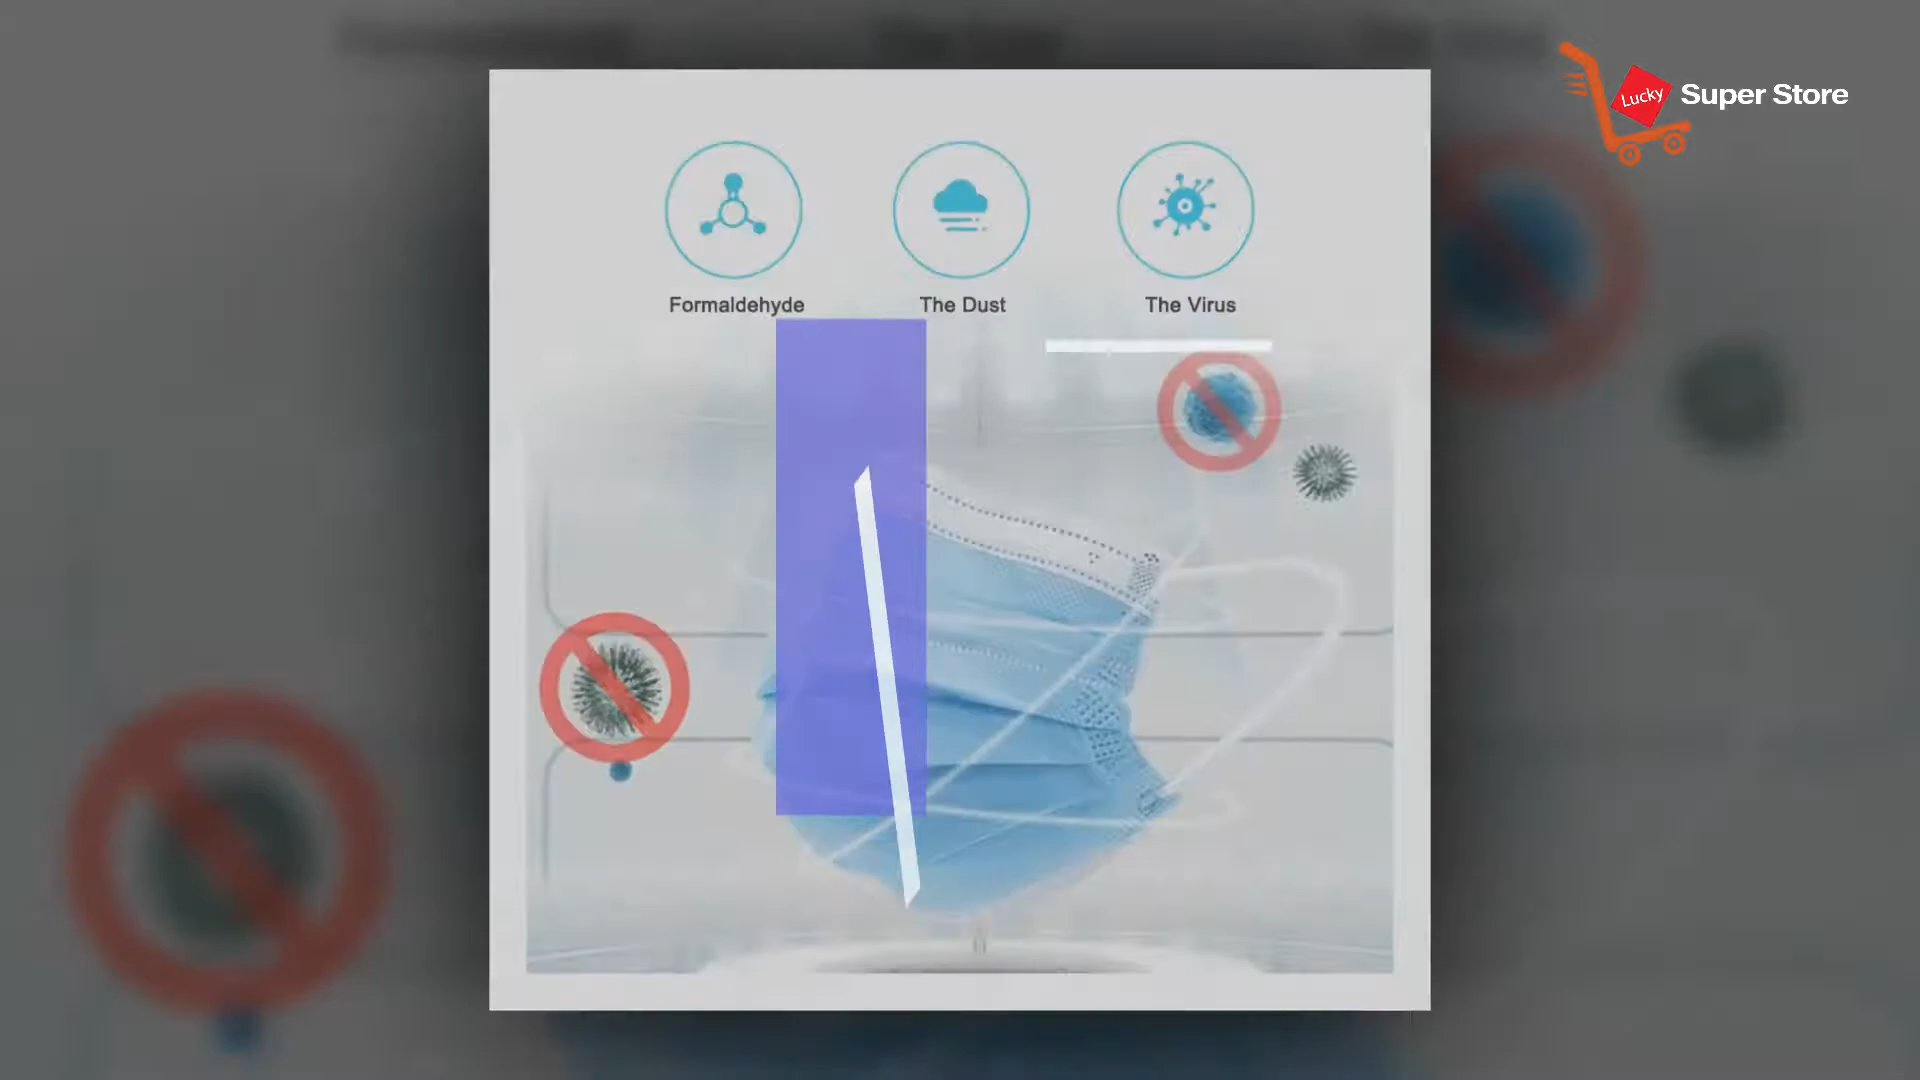 Lucky
Super Store
Formaldehyde
The Dust
The Virus